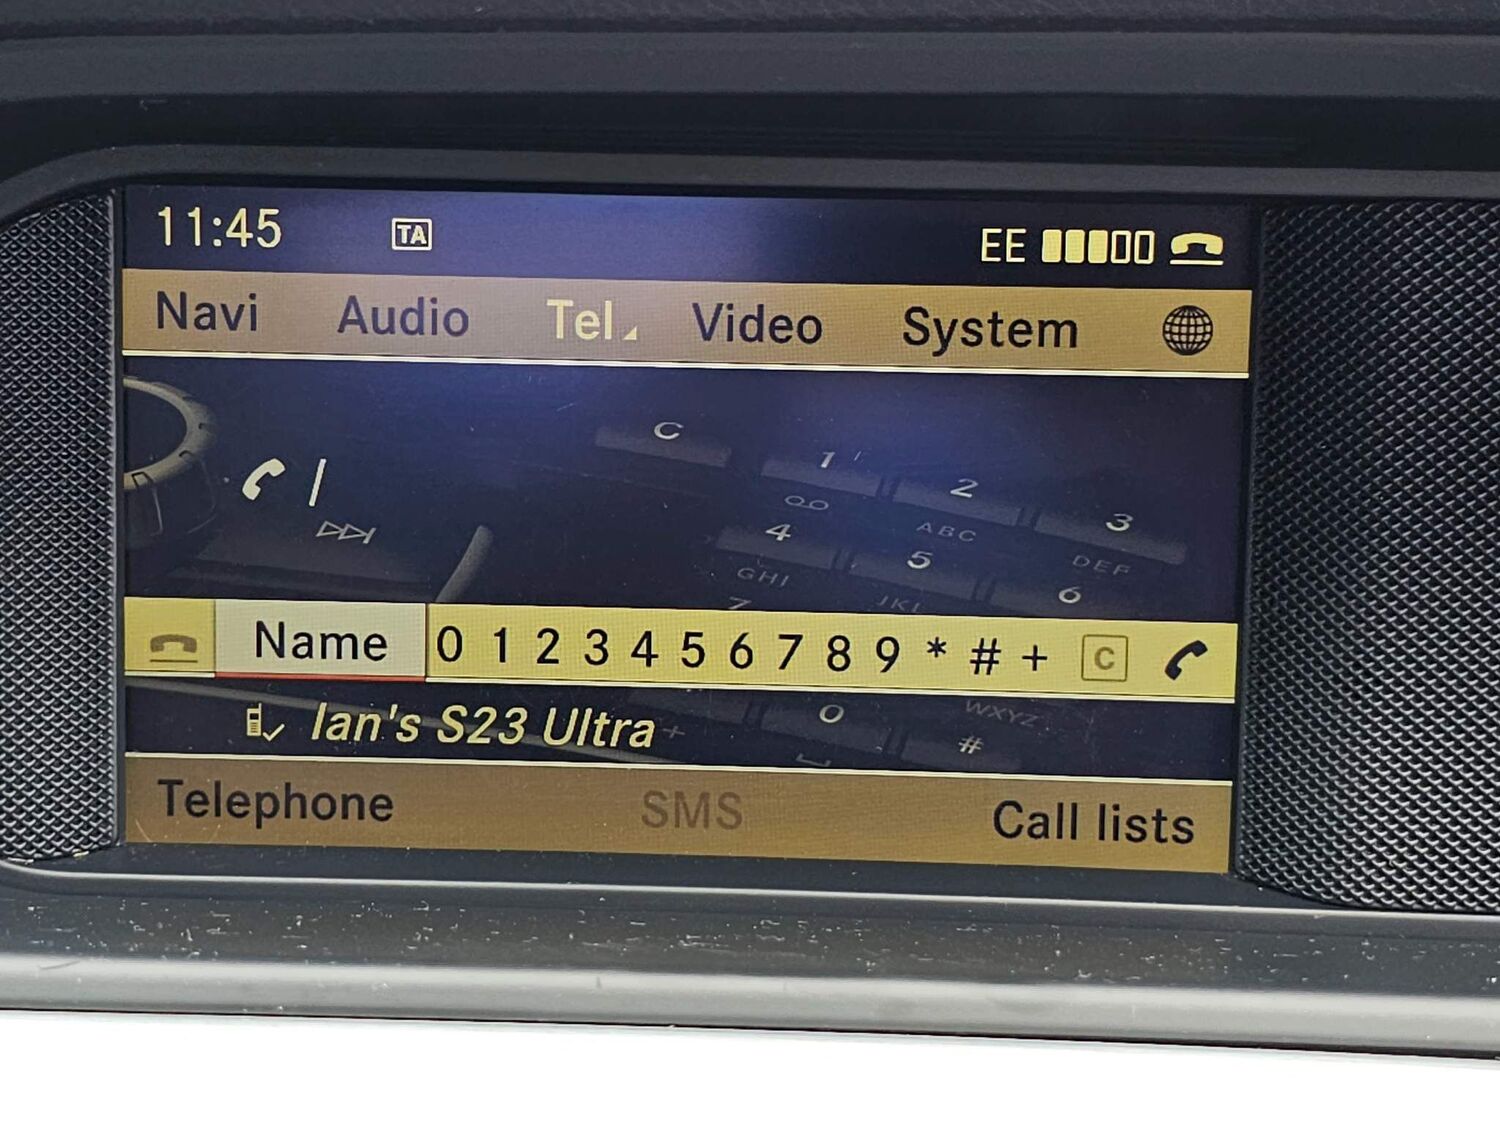 11:45 TA EE
Navi Audio Tel Video System
C
1 2 3
ABC DEF
4 5 6
GHI JKL
7
Name 0 1 2 3 4 5 6 7 8 9 * # + C
Ian's S23 Ultra
+ 0 WXYZ
#
Telephone SMS Call lists